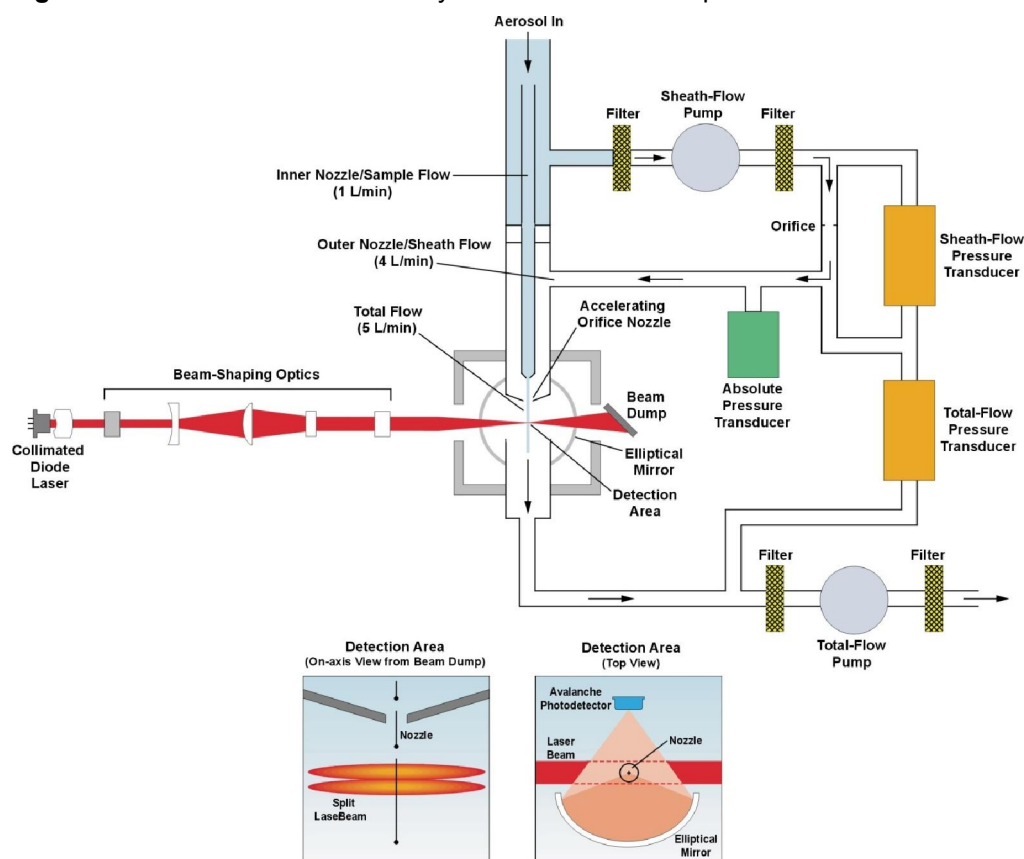 Aerosol In
Sheath-Flow
Pump
Filter
Filter
Inner Nozzle/Sample Flow
(1 L/min)
Orifice
Outer Nozzle/Sheath Flow
(4 L/min)
Sheath-Flow
Pressure
Transducer
Total Flow
(5 L/min)
Accelerating
Orifice Nozzle
Beam-Shaping Optics
Beam
Dump
Absolute
Pressure
Transducer
Total-Flow
Pressure
Transducer
Collimated
Diode
Laser
Elliptical
Mirror
Detection
Area
Filter
Filter
Total-Flow
Pump
Detection Area
(On-axis View from Beam Dump)
Nozzle
Split
LaseBeam
Detection Area
(Top View)
Avalanche
Photodetector
Laser
Beam
Nozzle
Elliptical
Mirror